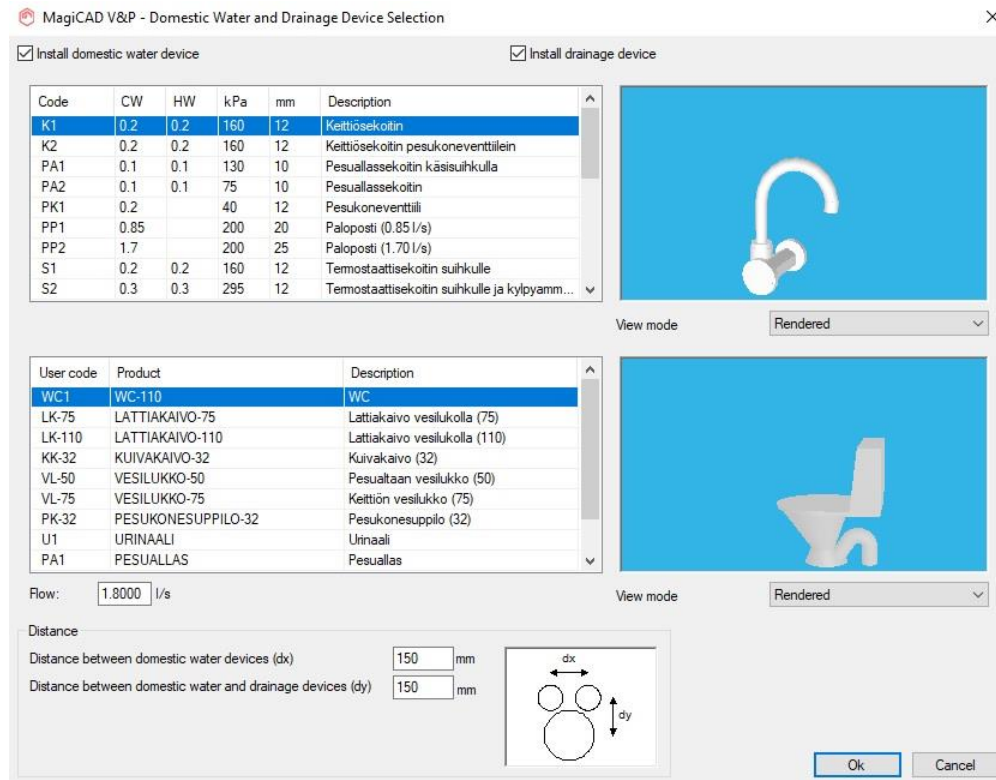 MagiCAD V&P - Domestic Water and Drainage Device Selection
Install domestic water device Install drainage device
Code CW HW kPa mm Description
K1 0.2 0.2 160 12 Keittiösekoitin
K2 0.2 0.2 160 12 Keittiösekoitin pesukoneventtiilein
PA1 0.1 0.1 130 10 Pesuallassekoitin käsisuihkulla
PA2 0.1 0.1 75 10 Pesuallassekoitin
PK1 0.2 40 12 Pesukoneventtiili
PP1 0.85 200 20 Paloposti (0.85 l/s)
PP2 1.7 200 25 Paloposti (1.70 l/s)
S1 0.2 0.2 160 12 Termostaattisekoitin suihkulle
S2 0.3 0.3 295 12 Termostaattisekoitin suihkulle ja kylpyamm...
View mode Rendered
User code Product Description
WC1 WC-110 WC
LK-75 LATTIAKAIVO-75 Lattiakaivo vesilukolla (75)
LK-110 LATTIAKAIVO-110 Lattiakaivo vesilukolla (110)
KK-32 KUIVAKAIVO-32 Kuivakaivo (32)
VL-50 VESILUKKO-50 Pesualtaan vesilukko (50)
VL-75 VESILUKKO-75 Keittiön vesilukko (75)
PK-32 PESUKONESUPPILO-32 Pesukonesuppilo (32)
U1 URINAALI Urinaali
PA1 PESUALLAS Pesuallas
Flow: 1.8000 l/s
View mode Rendered
Distance
Distance between domestic water devices (dx) 150 mm
Distance between domestic water and drainage devices (dy) 150 mm
dx
dy
Ok Cancel